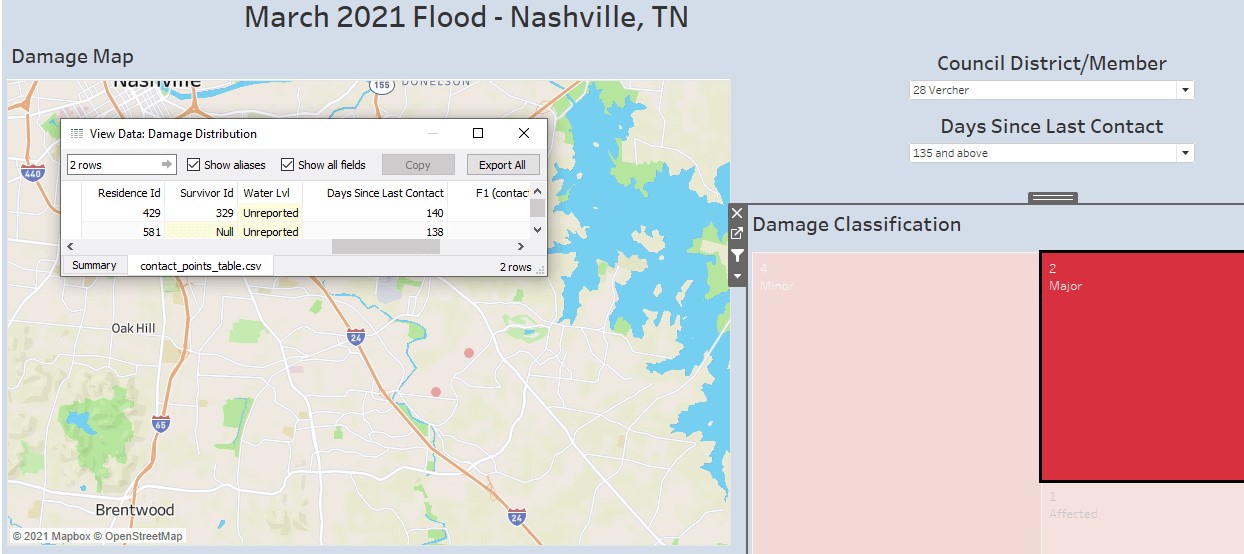 March 2021 Flood - Nashville, TN
Damage Map
Council District/Member
28 Vercher
Days Since Last Contact
135 and above
Nashville
155
DONELSON
440
View Data: Damage Distribution
2 rows
Show aliases
Show all fields
Copy
Export All
Residence Id Survivor Id Water Lvl Days Since Last Contact F1 (contac
429 329 Unreported 140
581 Null Unreported 138
Summary contact_points_table.csv 2 rows
Damage Classification
4
Minor
2
Major
1
Affected
Oak Hill
24
65
Brentwood
24
© 2021 Mapbox © OpenStreetMap